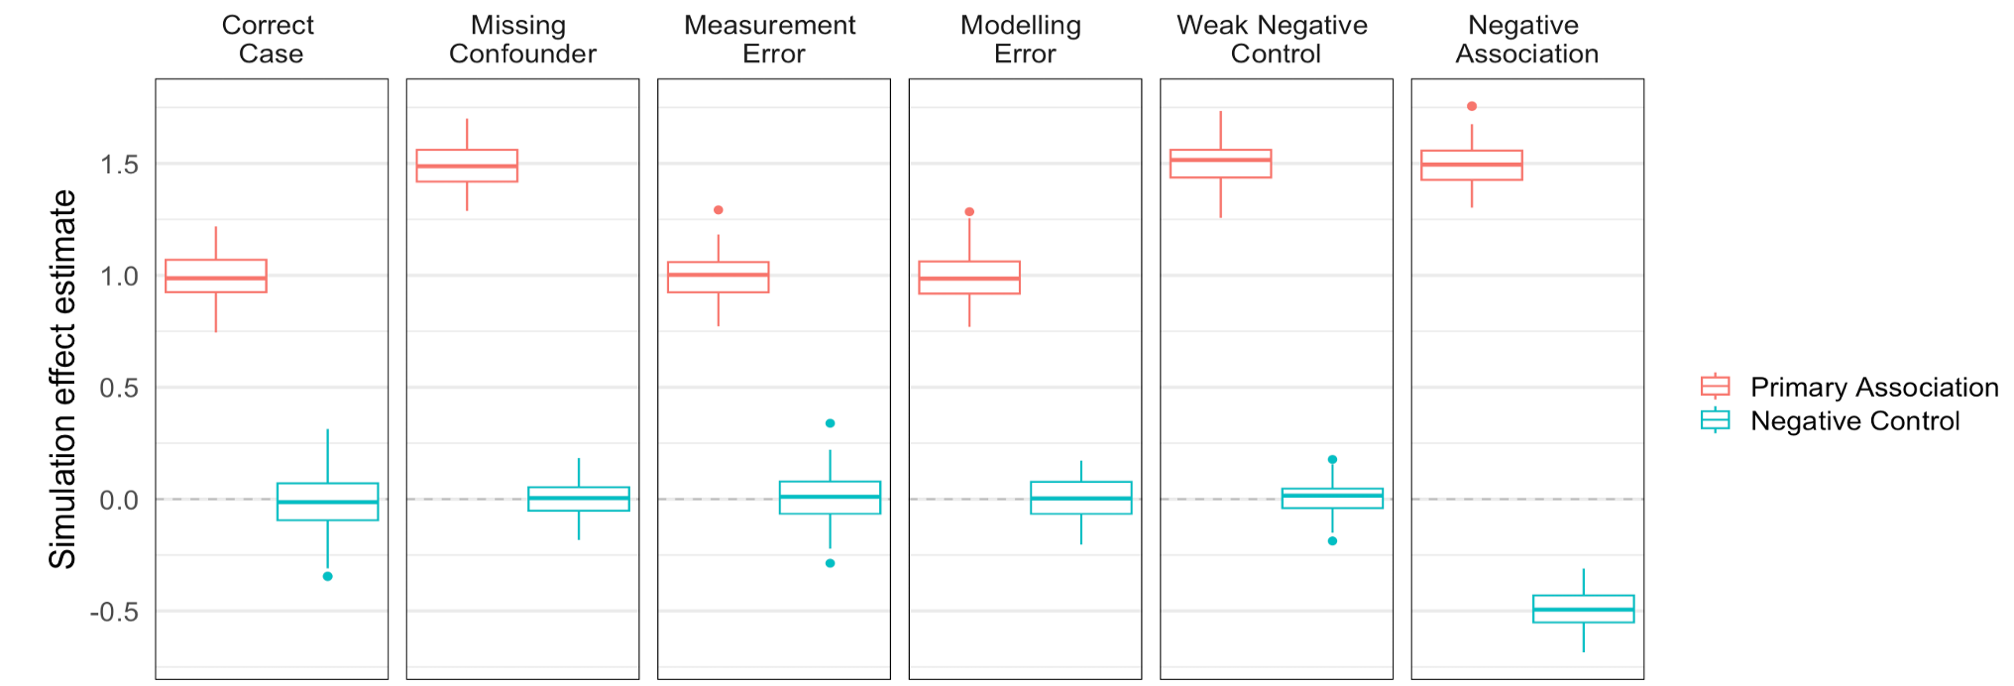 Correct
Case
Missing
Confounder
Measurement
Error
Modelling
Error
Weak Negative
Control
Negative
Association
Simulation effect estimate
1.5
1.0
0.5
0.0
-0.5
Primary Association
Negative Control